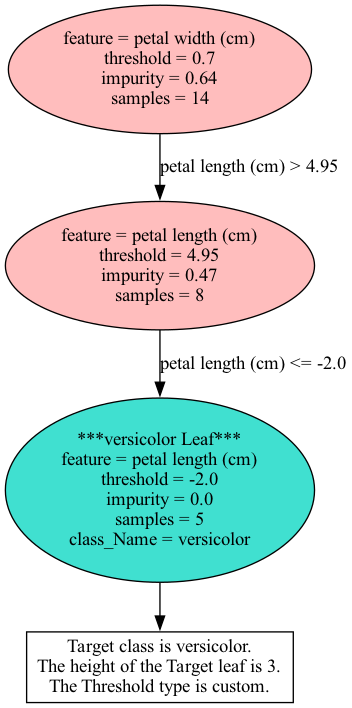 feature = petal width (cm)
threshold = 0.7
impurity = 0.64
samples = 14
petal length (cm) > 4.95
feature = petal length (cm)
threshold = 4.95
impurity = 0.47
samples = 8
petal length (cm) <= -2.0
***versicolor Leaf***
feature = petal length (cm)
threshold = -2.0
impurity = 0.0
samples = 5
class_Name = versicolor
Target class is versicolor.
The height of the Target leaf is 3.
The Threshold type is custom.